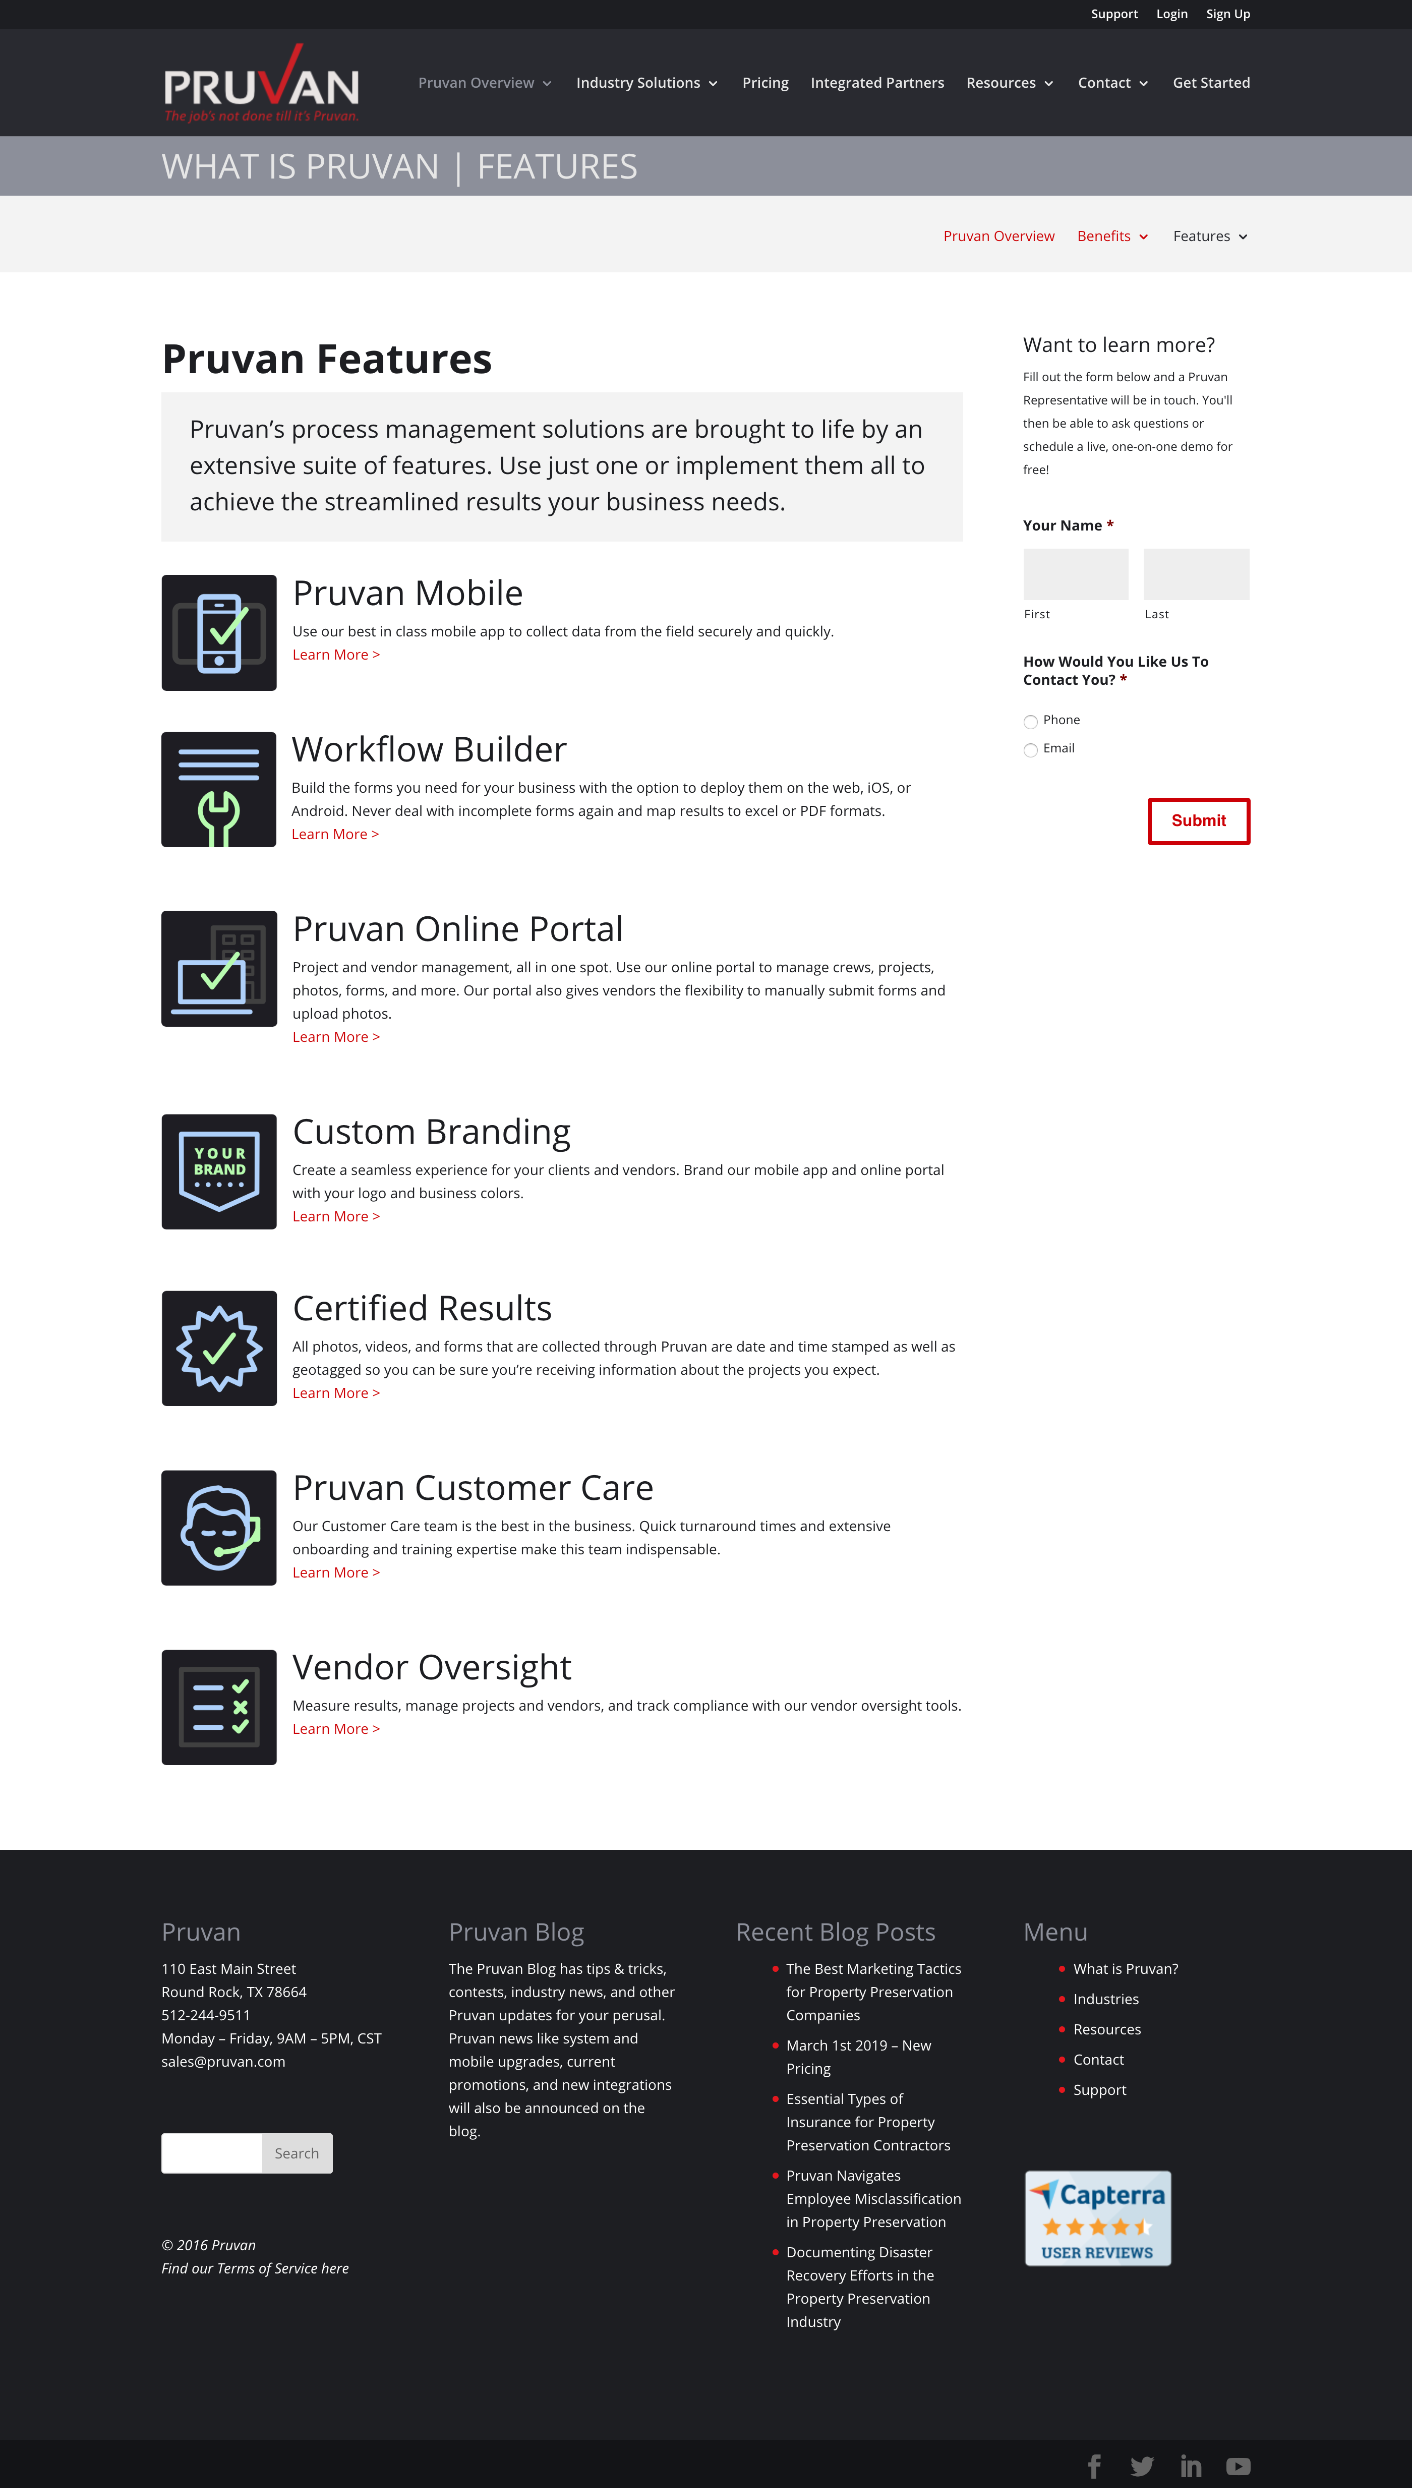 Support Login Sign Up
PRUVAN
The job's not done till it's Pruvan.
Pruvan Overview Industry Solutions Pricing Integrated Partners Resources Contact Get Started
WHAT IS PRUVAN | FEATURES
Pruvan Overview Benefits Features
Pruvan Features
Pruvan’s process management solutions are brought to life by an
extensive suite of features. Use just one or implement them all to
achieve the streamlined results your business needs.
Pruvan Mobile
Use our best in class mobile app to collect data from the field securely and quickly.
Learn More >
Workflow Builder
Build the forms you need for your business with the option to deploy them on the web, iOS, or
Android. Never deal with incomplete forms again and map results to excel or PDF formats.
Learn More >
Pruvan Online Portal
Project and vendor management, all in one spot. Use our online portal to manage crews, projects,
photos, forms, and more. Our portal also gives vendors the flexibility to manually submit forms and
upload photos.
Learn More >
YOUR
BRAND
Custom Branding
Create a seamless experience for your clients and vendors. Brand our mobile app and online portal
with your logo and business colors.
Learn More >
Certified Results
All photos, videos, and forms that are collected through Pruvan are date and time stamped as well as
geotagged so you can be sure you’re receiving information about the projects you expect.
Learn More >
Pruvan Customer Care
Our Customer Care team is the best in the business. Quick turnaround times and extensive
onboarding and training expertise make this team indispensable.
Learn More >
Vendor Oversight
Measure results, manage projects and vendors, and track compliance with our vendor oversight tools.
Learn More >
Want to learn more?
Fill out the form below and a Pruvan
Representative will be in touch. You'll
then be able to ask questions or
schedule a live, one-on-one demo for
free!
Your Name *
First Last
How Would You Like Us To
Contact You? *
Phone
Email
Submit
Pruvan
110 East Main Street
Round Rock, TX 78664
512-244-9511
Monday – Friday, 9AM – 5PM, CST
sales@pruvan.com
Search
© 2016 Pruvan
Find our Terms of Service here
Pruvan Blog
The Pruvan Blog has tips & tricks,
contests, industry news, and other
Pruvan updates for your perusal.
Pruvan news like system and
mobile upgrades, current
promotions, and new integrations
will also be announced on the
blog.
Recent Blog Posts
The Best Marketing Tactics
for Property Preservation
Companies
March 1st 2019 – New
Pricing
Essential Types of
Insurance for Property
Preservation Contractors
Pruvan Navigates
Employee Misclassification
in Property Preservation
Documenting Disaster
Recovery Efforts in the
Property Preservation
Industry
Menu
What is Pruvan?
Industries
Resources
Contact
Support
Capterra
USER REVIEWS